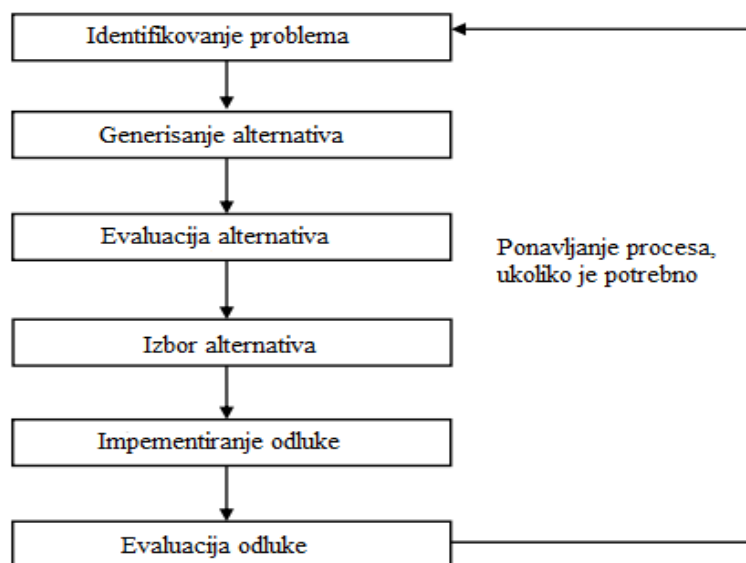 Identifikovanje problema
Generisanje alternativa
Evaluacija alternativa
Ponavljanje procesa,
ukoliko je potrebno
Izbor alternativa
Impementiranje odluke
Evaluacija odluke